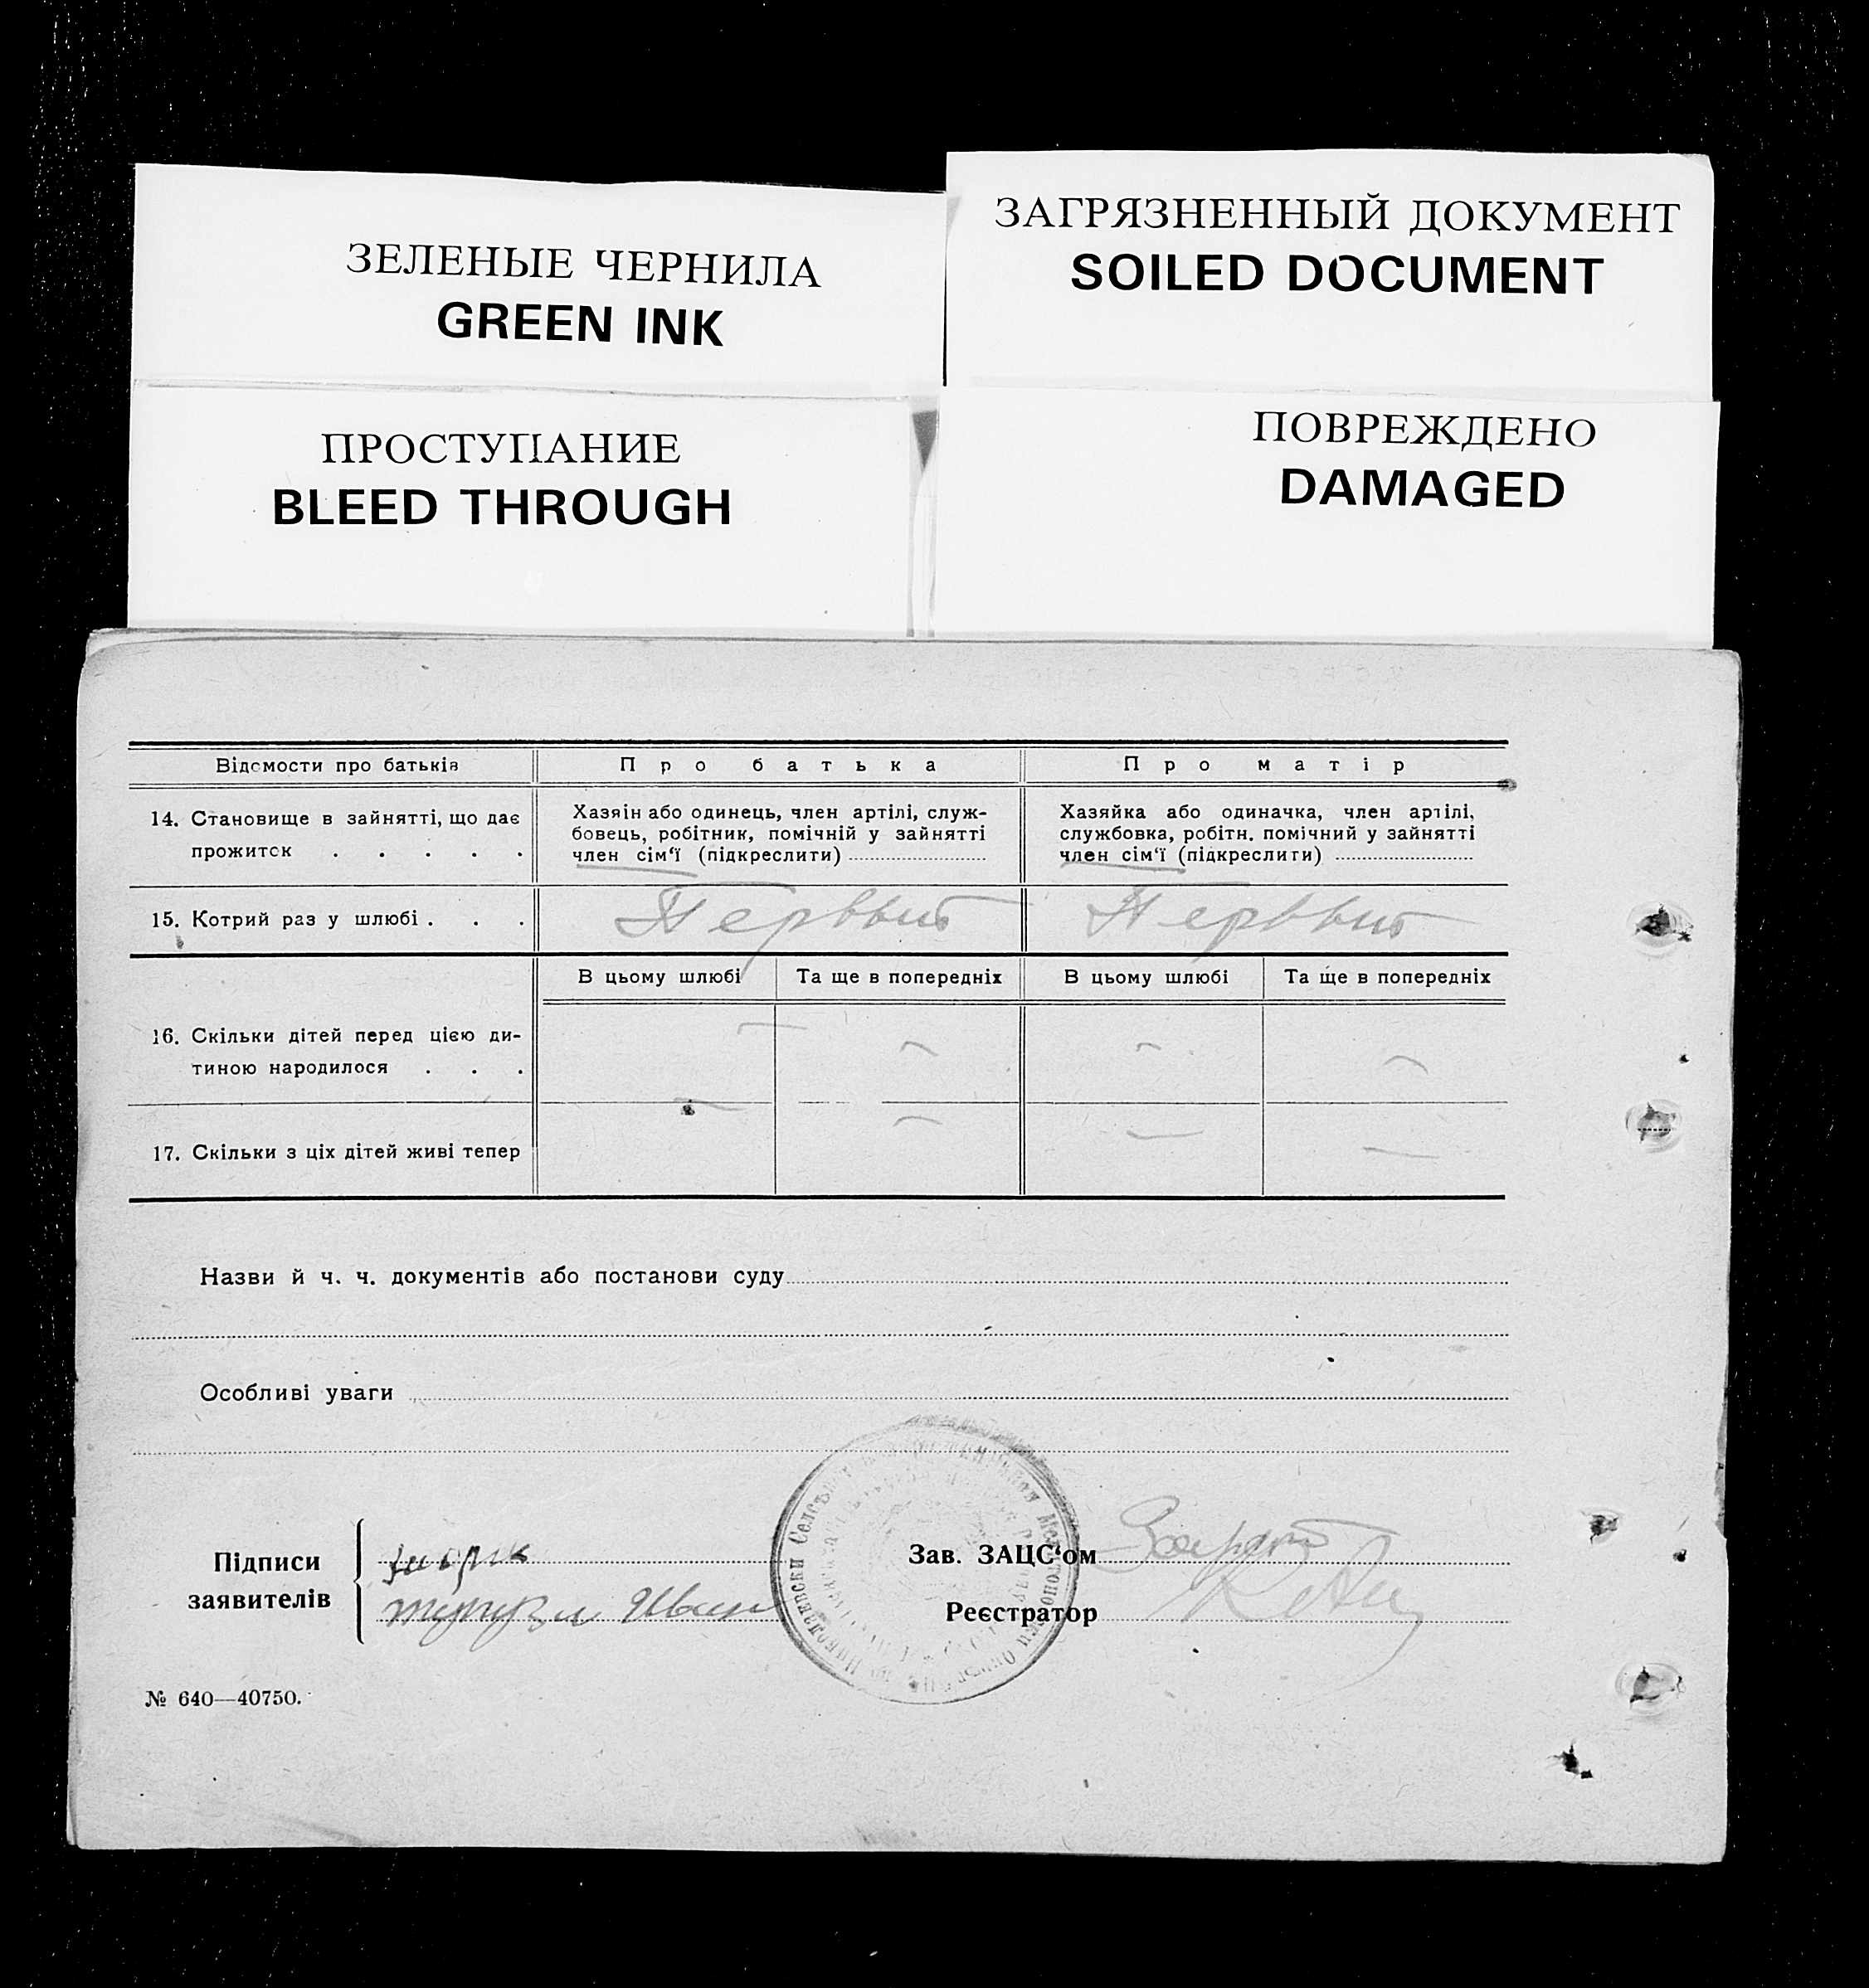 ЗЕЛЕНЫЕ ЧЕРНИЛА
GREEN INK
ЗАГРЯЗНЕННЫЙ ДОКУМЕНТ
SOILED DOCUMENT
ПРОСТУПАНИЕ
BLEED THROUGH
ПОВРЕЖДЕНО
DAMAGED
Відомости про батьків
Про батька
Про матір
14. Становище в зайнятті, що дає
прожиток . . . . .
Хазяін або одинець, член артілі, служ-
бовець, робітник, помічній у зайнятті
член сім‘ї (підкреслити)
Хазяйка або одиначка, член артілі,
службовка, робітн. помічний у зайнятті
член сім‘ї (підкреслити)
15. Котрий раз у шлюбі . . .
Первый
Первый
В цьому шлюбі
Та ще в попередніх
В цьому шлюбі
Та ще в попередніх
16. Скільки дітей перед цією ди-
тиною народилося . . .
— — — —
17. Скільки з ціх дітей живі тепер
— — — —
Назви й ч. ч. документів або постанови суду
Особливі уваги
Підписи
заявителів
Иван
Зав. ЗАЦС‘ом
Реєстратор
Николаевски
№ 640—40750.